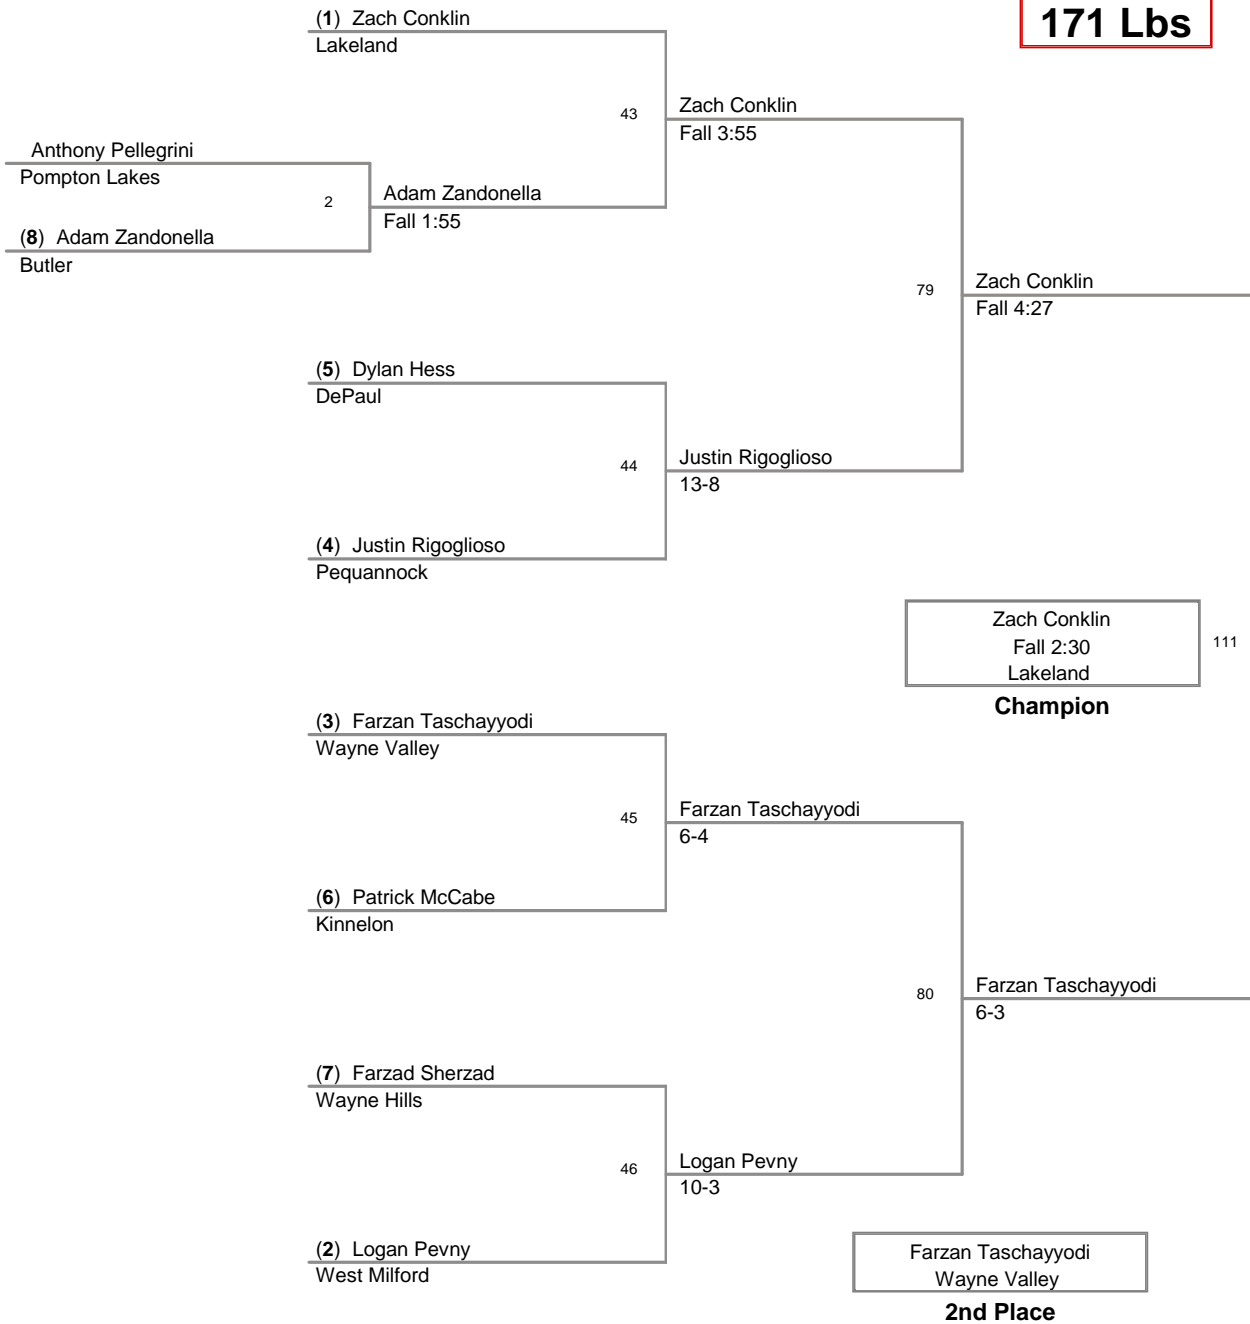 (1) Zach Conklin
Lakeland
171 Lbs
43
Zach Conklin
Fall 3:55
Anthony Pellegrini
Pompton Lakes
2
Adam Zandonella
Fall 1:55
(8) Adam Zandonella
Butler
79
Zach Conklin
Fall 4:27
(5) Dylan Hess
DePaul
44
Justin Rigoglioso
13-8
(4) Justin Rigoglioso
Pequannock
Zach Conklin
Fall 2:30
Lakeland
111
Champion
(3) Farzan Taschayyodi
Wayne Valley
45
Farzan Taschayyodi
6-4
(6) Patrick McCabe
Kinnelon
80
Farzan Taschayyodi
6-3
(7) Farzad Sherzad
Wayne Hills
46
Logan Pevny
10-3
(2) Logan Pevny
West Milford
Farzan Taschayyodi
Wayne Valley
2nd Place